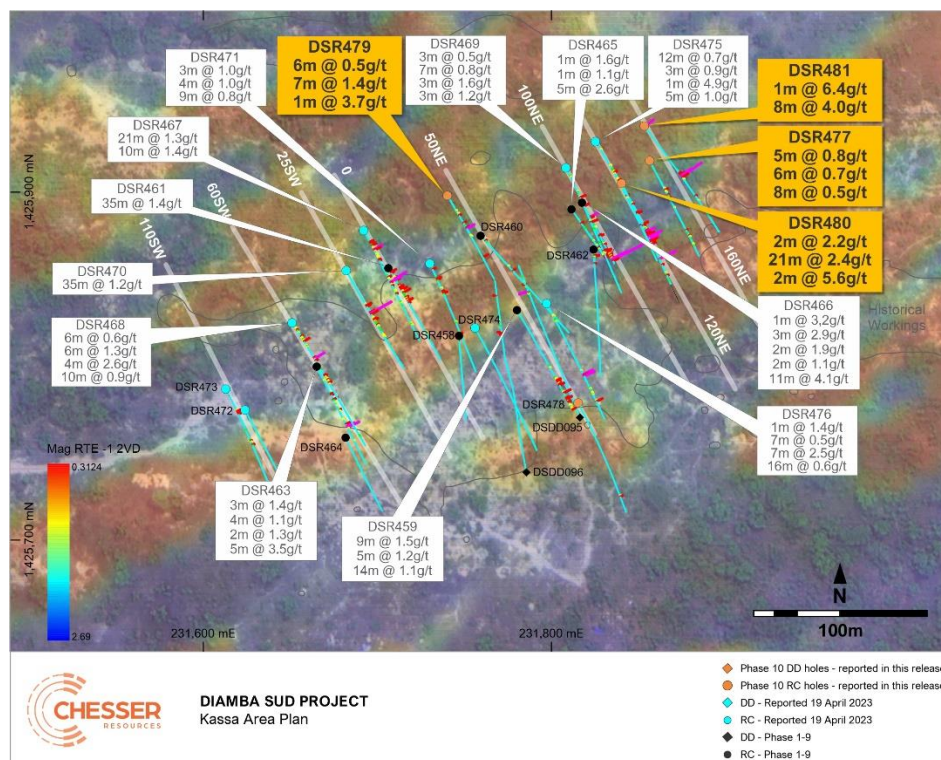 DSR471
3m @ 1.0g/t
4m @ 1.0g/t
9m @ 0.8g/t
DSR479
6m @ 0.5g/t
7m @ 1.4g/t
1m @ 3.7g/t
DSR469
3m @ 0.5g/t
7m @ 0.8g/t
3m @ 1.6g/t
3m @ 1.2g/t
DSR465
1m @ 1.6g/t
1m @ 1.1g/t
5m @ 2.6g/t
DSR475
12m @ 0.7g/t
3m @ 0.9g/t
1m @ 4.9g/t
5m @ 1.0g/t
DSR481
1m @ 6.4g/t
8m @ 4.0g/t
DSR467
21m @ 1.3g/t
10m @ 1.4g/t
DSR477
5m @ 0.8g/t
6m @ 0.7g/t
8m @ 0.5g/t
DSR461
35m @ 1.4g/t
DSR480
2m @ 2.2g/t
21m @ 2.4g/t
2m @ 5.6g/t
DSR470
35m @ 1.2g/t
DSR466
1m @ 3,2g/t
3m @ 2.9g/t
2m @ 1.9g/t
2m @ 1.1g/t
11m @ 4.1g/t
DSR468
6m @ 0.6g/t
6m @ 1.3g/t
4m @ 2.6g/t
10m @ 0.9g/t
DSR476
1m @ 1.4g/t
7m @ 0.5g/t
7m @ 2.5g/t
16m @ 0.6g/t
DSR463
3m @ 1.4g/t
4m @ 1.1g/t
2m @ 1.3g/t
5m @ 3.5g/t
DSR459
9m @ 1.5g/t
5m @ 1.2g/t
14m @ 1.1g/t
110SW
60SW
25SW
0
50NE
100NE
120NE
160NE
DSR460
DSR462
DSR458
DSR474
DSR473
DSR472
DSR464
DSR478
DSDD095
DSDD096
Historical
Workings
1,425,900 mN
1,425,700 mN
231,600 mE
231,800 mE
Mag RTE -1 2VD
0.3124
2.69
N
100m
CHESSER
RESOURCES
DIAMBA SUD PROJECT
Kassa Area Plan
Phase 10 DD holes - reported in this release
Phase 10 RC holes - reported in this release
DD - Reported 19 April 2023
RC - Reported 19 April 2023
DD - Phase 1-9
RC - Phase 1-9